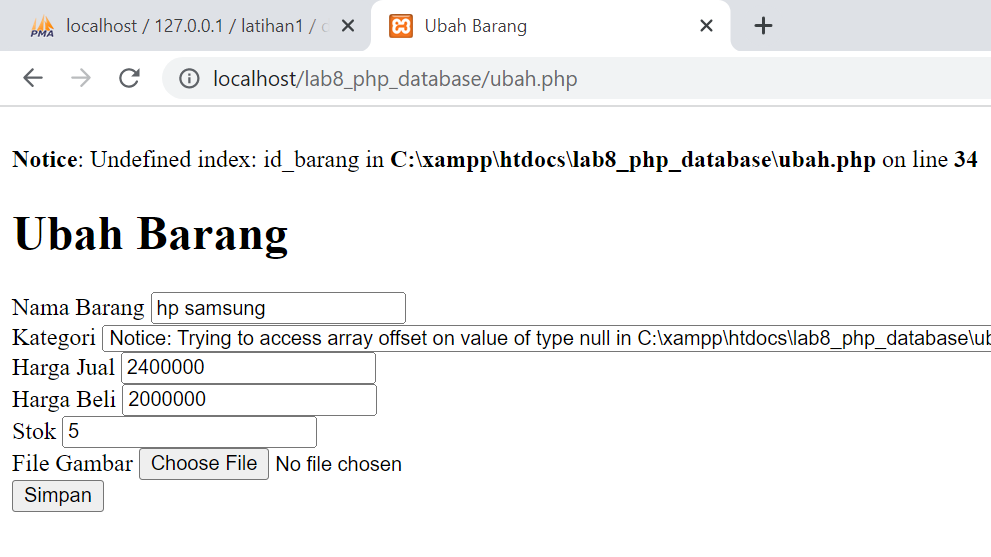 PMA localhost / 127.0.0.1 / latihan1 / d
Ubah Barang
localhost/lab8_php_database/ubah.php
Notice: Undefined index: id_barang in C:\xampp\htdocs\lab8_php_database\ubah.php on line 34
Ubah Barang
Nama Barang hp samsung
Kategori Notice: Trying to access array offset on value of type null in C:\xampp\htdocs\lab8_php_database\ub
Harga Jual 2400000
Harga Beli 2000000
Stok 5
File Gambar Choose File No file chosen
Simpan